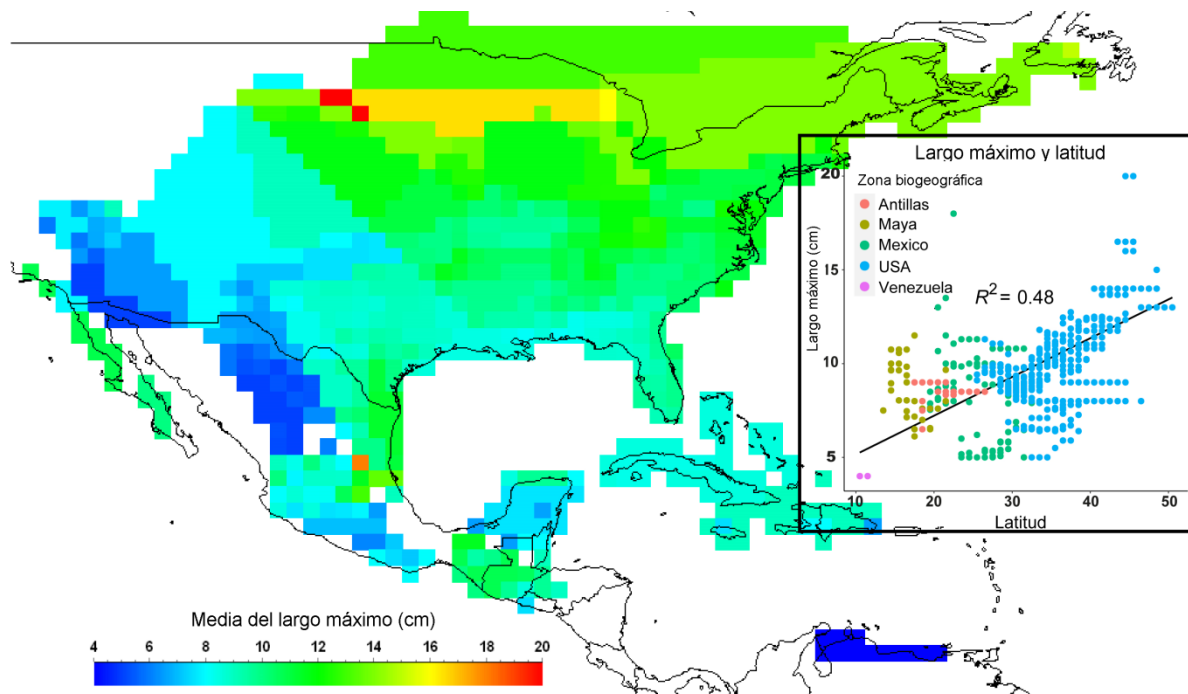 Largo máximo y latitud
Zona biogeográfica
Antillas
Maya
Mexico
USA
Venezuela
R² = 0.48
Largo máximo (cm)
20
15
10
5
10 20 30 40 50
Latitud
Media del largo máximo (cm)
4 6 8 10 12 14 16 18 20